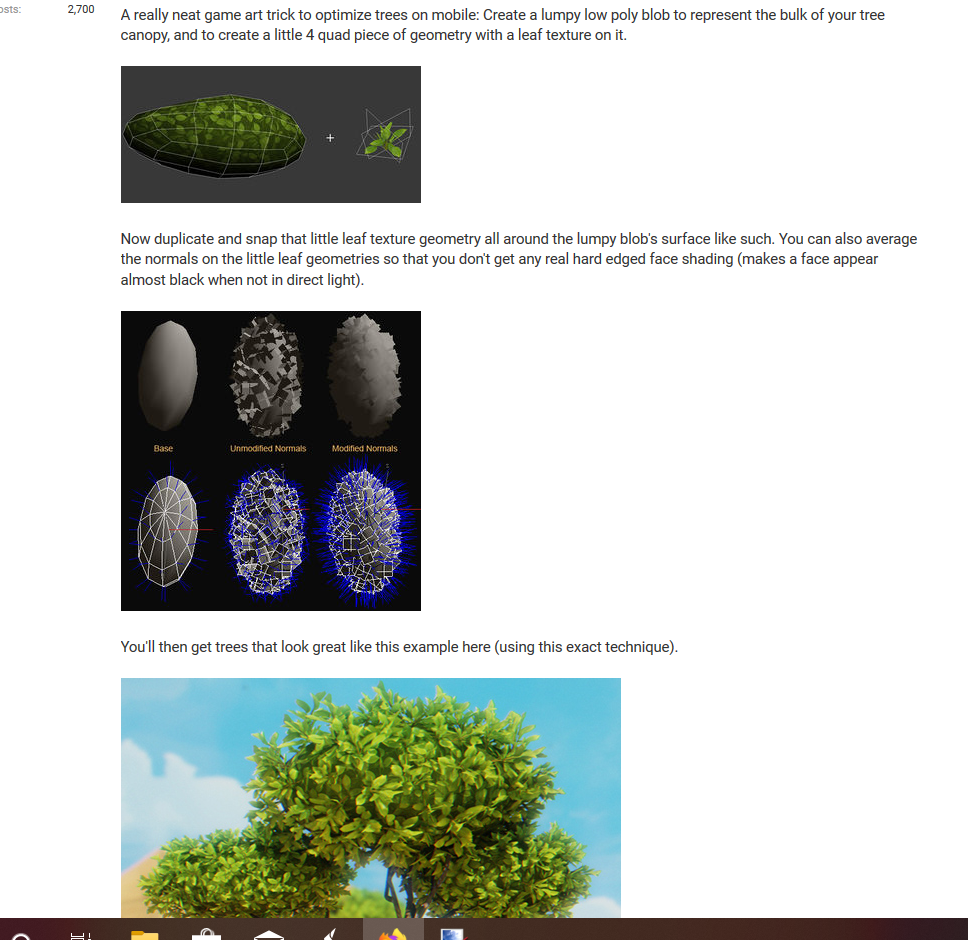 osts:
2,700
A really neat game art trick to optimize trees on mobile: Create a lumpy low poly blob to represent the bulk of your tree
canopy, and to create a little 4 quad piece of geometry with a leaf texture on it.
+
Now duplicate and snap that little leaf texture geometry all around the lumpy blob's surface like such. You can also average
the normals on the little leaf geometries so that you don't get any real hard edged face shading (makes a face appear
almost black when not in direct light).
Base
Unmodified Normals
Modified Normals
You'll then get trees that look great like this example here (using this exact technique).